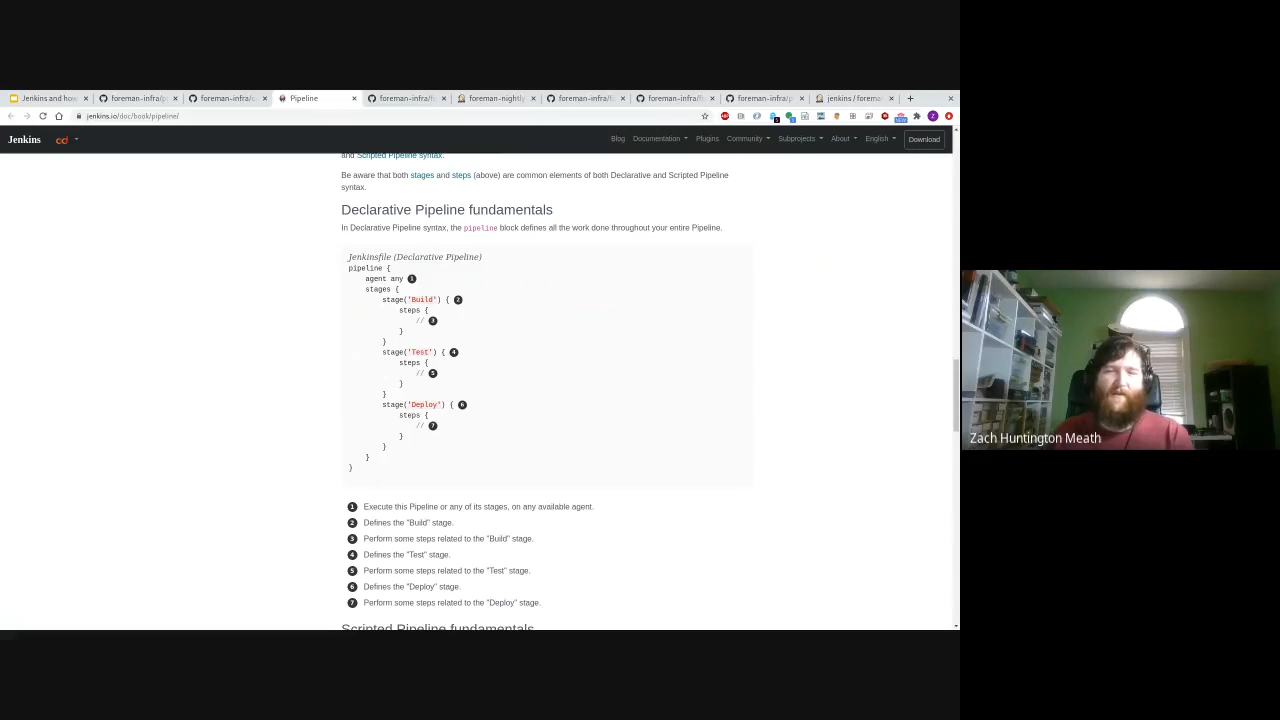 Jenkins and how
foreman-infra/p
foreman-infra/
Pipeline
foreman-infra/f
foreman-nightly
foreman-infra/f
foreman-infra/f
foreman-infra/p
jenkins / forema
jenkins.io/doc/book/pipeline/
Jenkins
cd
Blog Documentation Plugins Community Subprojects About English Download
and Scripted Pipeline syntax.
Be aware that both stages and steps (above) are common elements of both Declarative and Scripted Pipeline
syntax.
Declarative Pipeline fundamentals
In Declarative Pipeline syntax, the pipeline block defines all the work done throughout your entire Pipeline.
Jenkinsfile (Declarative Pipeline)
pipeline {
agent any 1
stages {
stage('Build') { 2
steps {
// 3
}
}
stage('Test') { 4
steps {
// 5
}
}
stage('Deploy') { 6
steps {
// 7
}
}
}
}
1 Execute this Pipeline or any of its stages, on any available agent.
2 Defines the "Build" stage.
3 Perform some steps related to the "Build" stage.
4 Defines the "Test" stage.
5 Perform some steps related to the "Test" stage.
6 Defines the "Deploy" stage.
7 Perform some steps related to the "Deploy" stage.
Scripted Pipeline fundamentals
Zach Huntington Meath